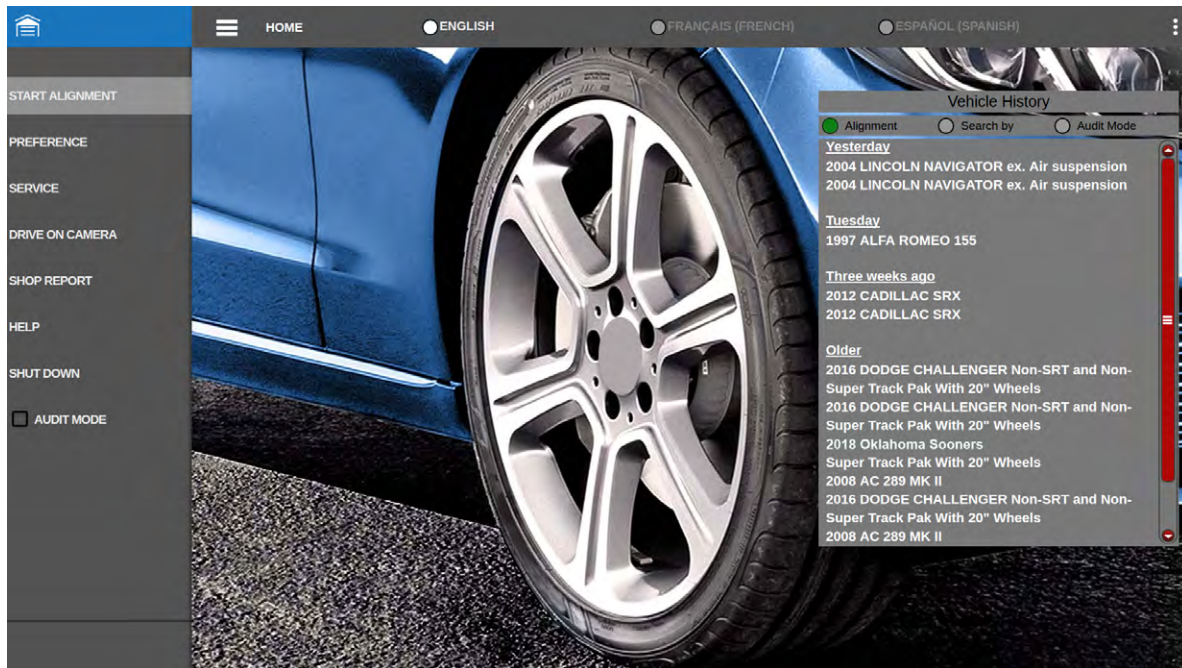 HOME
ENGLISH
FRANÇAIS (FRENCH)
ESPAÑOL (SPANISH)
START ALIGNMENT
PREFERENCE
SERVICE
DRIVE ON CAMERA
SHOP REPORT
HELP
SHUT DOWN
AUDIT MODE
Vehicle History
Alignment
Search by
Audit Mode
Yesterday
2004 LINCOLN NAVIGATOR ex. Air suspension
2004 LINCOLN NAVIGATOR ex. Air suspension
Tuesday
1997 ALFA ROMEO 155
Three weeks ago
2012 CADILLAC SRX
2012 CADILLAC SRX
Older
2016 DODGE CHALLENGER Non-SRT and Non-
Super Track Pak With 20" Wheels
2016 DODGE CHALLENGER Non-SRT and Non-
Super Track Pak With 20" Wheels
2018 Oklahoma Sooners
Super Track Pak With 20" Wheels
2008 AC 289 MK II
2016 DODGE CHALLENGER Non-SRT and Non-
Super Track Pak With 20" Wheels
2008 AC 289 MK II